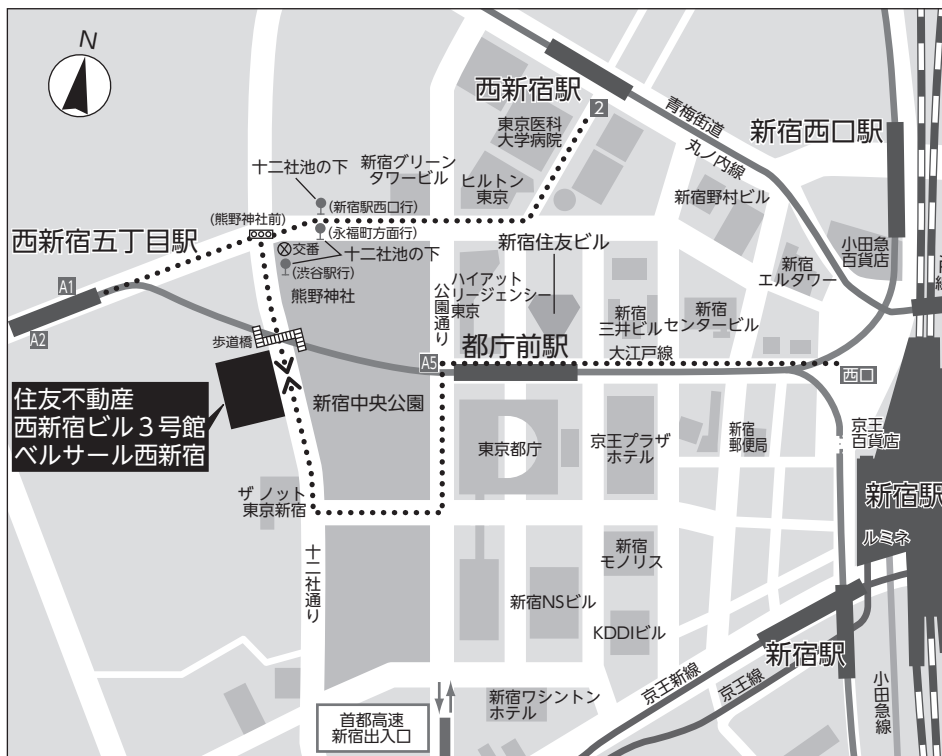 N
西新宿駅
2
青梅街道
丸ノ内線
新宿西口駅
東京医科
大学病院
十二社池の下
新宿グリーン
タワービル
ヒルトン
東京
新宿野村ビル
(新宿駅西口行)
(熊野神社前)
(永福町方面行)
西新宿五丁目駅
交番
十二社池の下
新宿住友ビル
小田急
百貨店
(渋谷駅行)
熊野神社
新宿
エルタワー
A1
A2
公園通り
ハイアット
リージェンシー
東京
新宿
三井ビル
新宿
センタービル
歩道橋
A5
都庁前駅
大江戸線
西口
住友不動産
西新宿ビル3号館
ベルサール西新宿
新宿中央公園
東京都庁
京王プラザ
ホテル
新宿
郵便局
京王
百貨店
新宿駅
ザ ノット
東京新宿
ルミネ
十二社通り
新宿
モノリス
新宿NSビル
KDDIビル
新宿駅
京王新線
京王線
小田急線
新宿ワシントン
ホテル
首都高速
新宿出入口